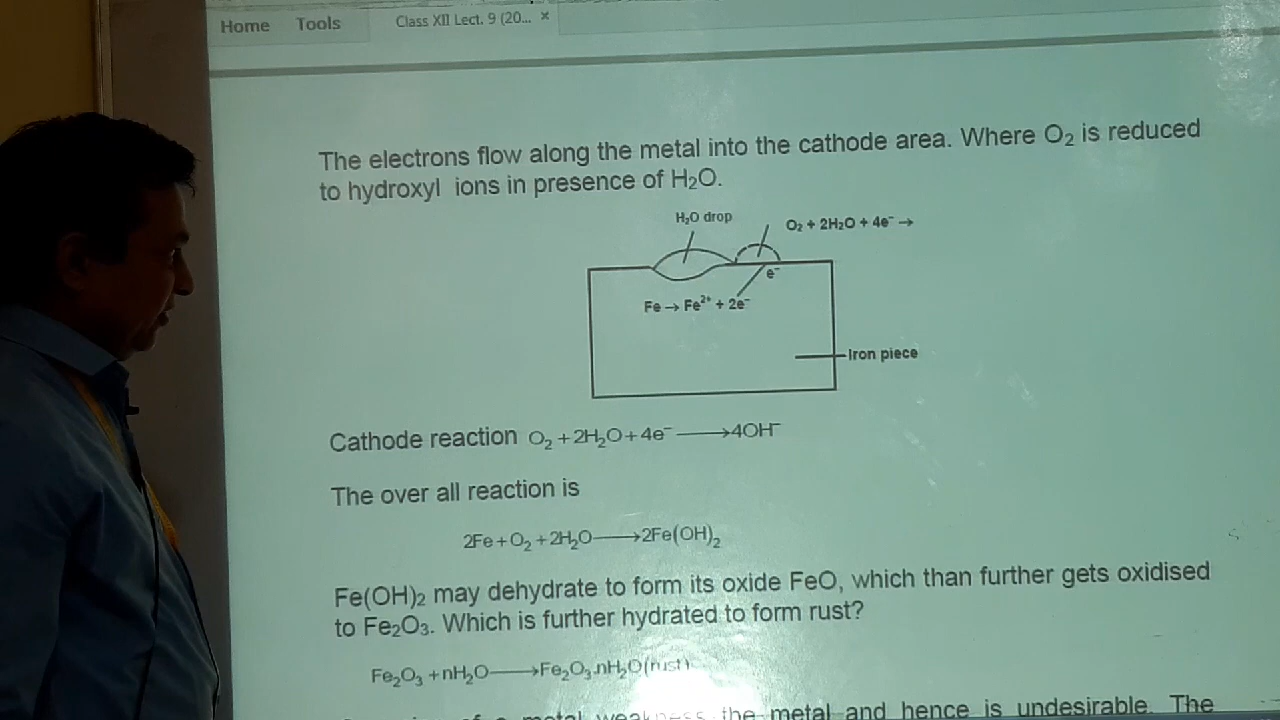 Home Tools Class XII Lect. 9 (20... ×
The electrons flow along the metal into the cathode area. Where O₂ is reduced
to hydroxyl ions in presence of H₂O.
H₂O drop
O₂ + 2H₂O + 4e⁻ →
e⁻
Fe → Fe²⁺ + 2e⁻
Iron piece
Cathode reaction O₂ + 2H₂O + 4e⁻ ⟶ 4OH⁻
The over all reaction is
2Fe + O₂ + 2H₂O ⟶ 2Fe(OH)₂
Fe(OH)₂ may dehydrate to form its oxide FeO, which than further gets oxidised
to Fe₂O₃. Which is further hydrated to form rust?
Fe₂O₃ + nH₂O ⟶ Fe₂O₃.nH₂O(rust)
of a metal weakness the metal and hence is undesirable. The